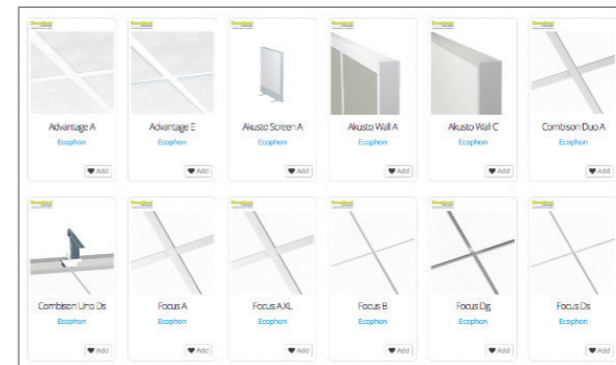 Advantage A
Ecophon
Add
Advantage E
Ecophon
Add
Akusto Screen A
Ecophon
Add
Akusto Wall A
Ecophon
Add
Akusto Wall C
Ecophon
Add
Combison Duo A
Ecophon
Add
Combison Uno Ds
Ecophon
Add
Focus A
Ecophon
Add
Focus A XL
Ecophon
Add
Focus B
Ecophon
Add
Focus Dg
Ecophon
Add
Focus Ds
Ecophon
Add